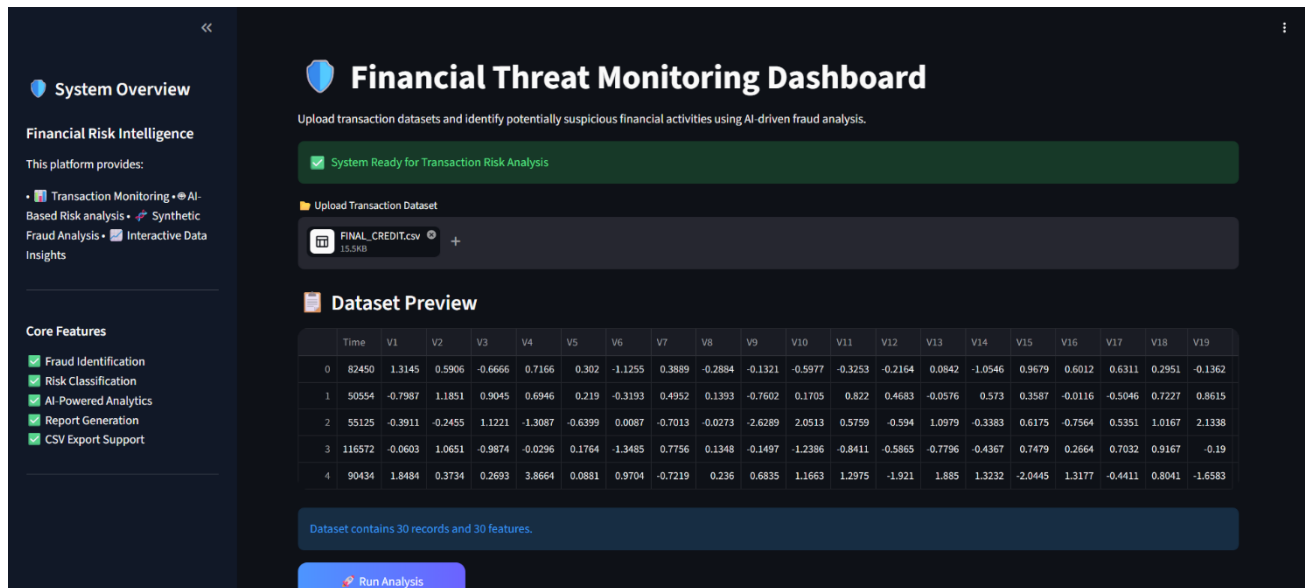 System Overview
Financial Risk Intelligence
This platform provides:
• Transaction Monitoring • AI-
Based Risk analysis • Synthetic
Fraud Analysis • Interactive Data
Insights
Core Features
Fraud Identification
Risk Classification
AI-Powered Analytics
Report Generation
CSV Export Support
Financial Threat Monitoring Dashboard
Upload transaction datasets and identify potentially suspicious financial activities using AI-driven fraud analysis.
System Ready for Transaction Risk Analysis
Upload Transaction Dataset
FINAL_CREDIT.csv
15.5KB
Dataset Preview
Time V1 V2 V3 V4 V5 V6 V7 V8 V9 V10 V11 V12 V13 V14 V15 V16 V17 V18 V19
0 82450 1.3145 0.5906 -0.6666 0.7166 0.302 -1.1255 0.3889 -0.2884 -0.1321 -0.5977 -0.3253 -0.2164 0.0842 -1.0546 0.9679 0.6012 0.6311 0.2951 -0.1362
1 50554 -0.7987 1.1851 0.9045 0.6946 0.219 -0.3193 0.4952 0.1393 -0.7602 0.1705 0.822 0.4683 -0.0576 0.573 0.3587 -0.0116 -0.5046 0.7227 0.8615
2 55125 -0.3911 -0.2455 1.1221 -1.3087 -0.6399 0.0087 -0.7013 -0.0273 -2.6289 2.0513 0.5759 -0.594 1.0979 -0.3383 0.6175 -0.7564 0.5351 1.0167 2.1338
3 116572 -0.0603 1.0651 -0.9874 -0.0296 0.1764 -1.3485 0.7756 0.1348 -0.1497 -1.2386 -0.8411 -0.5865 -0.7796 -0.4367 0.7479 0.2664 0.7032 0.9167 -0.19
4 90434 1.8484 0.3734 0.2693 3.8664 0.0881 0.9704 -0.7219 0.236 0.6835 1.1663 1.2975 -1.921 1.885 1.3232 -2.0445 1.3177 -0.4411 0.8041 -1.6583
Dataset contains 30 records and 30 features.
Run Analysis